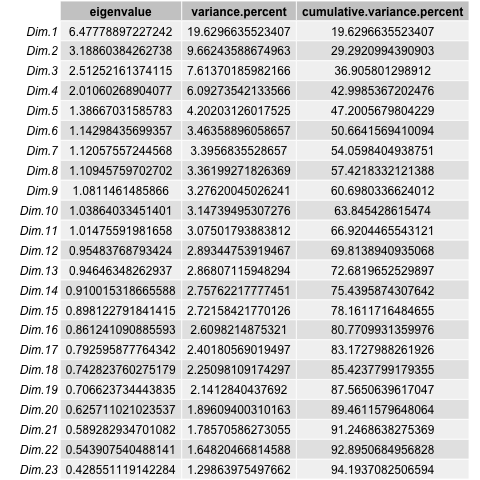 eigenvalue variance.percent cumulative.variance.percent
Dim.1 6.47778897227242 19.6296635523407 19.6296635523407
Dim.2 3.18860384262738 9.66243588674963 29.2920994390903
Dim.3 2.51252161374115 7.61370185982166 36.905801298912
Dim.4 2.01060268904077 6.09273542133566 42.9985367202476
Dim.5 1.38667031585783 4.20203126017525 47.2005679804229
Dim.6 1.14298435699357 3.46358896058657 50.6641569410094
Dim.7 1.12057557244568 3.3956835528657 54.0598404938751
Dim.8 1.10945759702702 3.36199271826369 57.4218332121388
Dim.9 1.0811461485866 3.27620045026241 60.6980336624012
Dim.10 1.03864033451401 3.14739495307276 63.845428615474
Dim.11 1.01475591981658 3.07501793883812 66.9204465543121
Dim.12 0.95483768793424 2.89344753919467 69.8138940935068
Dim.13 0.94646348262937 2.86807115948294 72.6819652529897
Dim.14 0.910015318665588 2.75762217777451 75.4395874307642
Dim.15 0.898122791841415 2.72158421770126 78.1611716484655
Dim.16 0.861241090885593 2.6098214875321 80.7709931359976
Dim.17 0.792595877764342 2.40180569019497 83.1727988261926
Dim.18 0.742823760275179 2.25098109174297 85.4237799179355
Dim.19 0.706623734443835 2.1412840437692 87.5650639617047
Dim.20 0.625711021023537 1.89609400310163 89.4611579648064
Dim.21 0.589282934701082 1.78570586273055 91.2468638275369
Dim.22 0.543907540488141 1.64820466814588 92.8950684956828
Dim.23 0.428551119142284 1.29863975497662 94.1937082506594